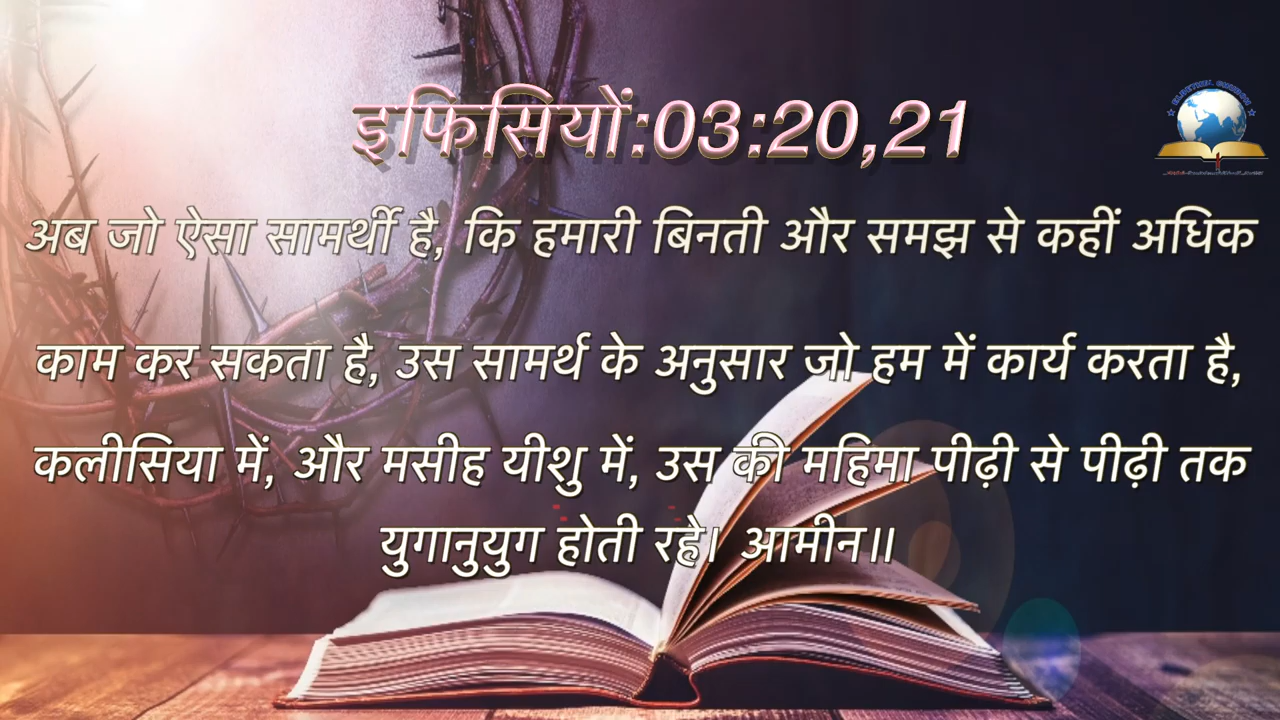 इफिसियों:03:20,21
अब जो ऐसा सामर्थी है, कि हमारी बिनती और समझ से कहीं अधिक
काम कर सकता है, उस सामर्थ के अनुसार जो हम में कार्य करता है,
कलीसिया में, और मसीह यीशु में, उस की महिमा पीढ़ी से पीढ़ी तक
युगानुयुग होती रहे। आमीन॥